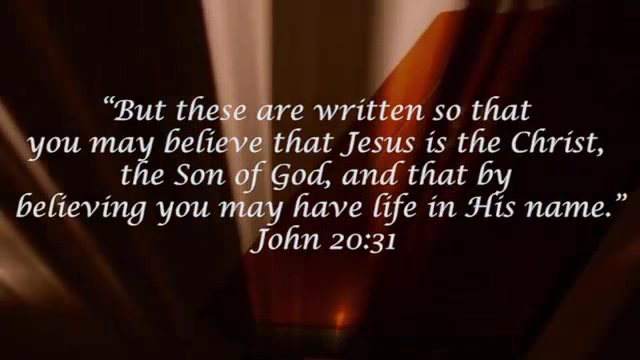 “But these are written so that
you may believe that Jesus is the Christ,
the Son of God, and that by
believing you may have life in His name.”
John 20:31